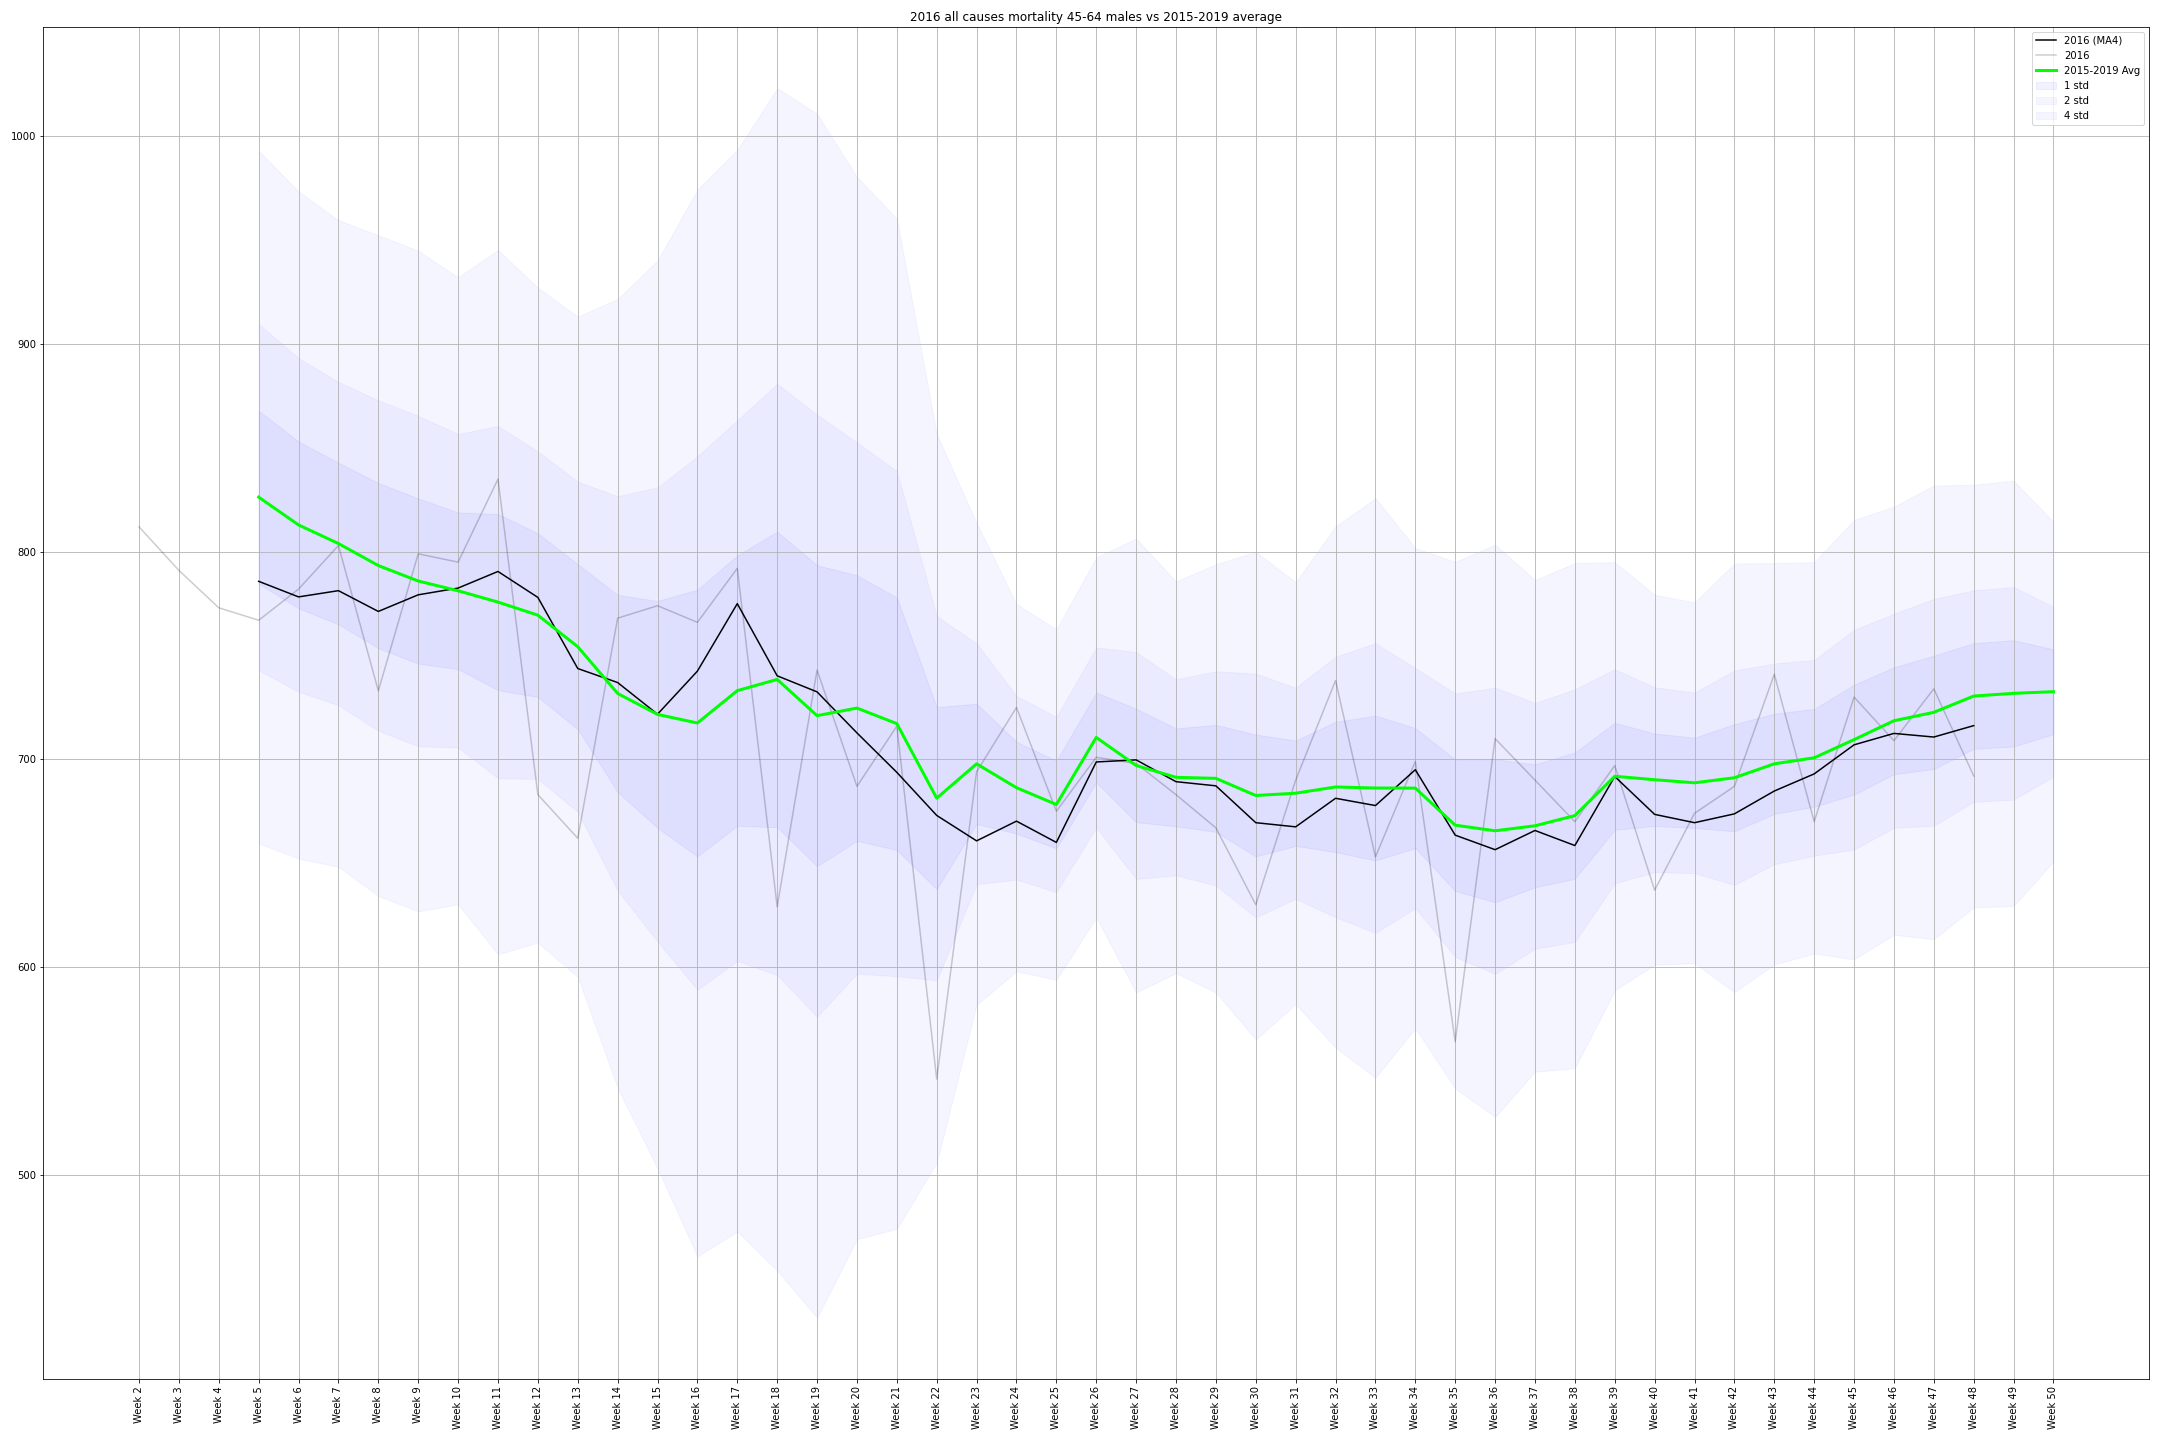 2016 all causes mortality 45-64 males vs 2015-2019 average
2016 (MA4)
2016
2015-2019 Avg
1 std
2 std
4 std
1000
900
800
700
600
500
Week 2
Week 3
Week 4
Week 5
Week 6
Week 7
Week 8
Week 9
Week 10
Week 11
Week 12
Week 13
Week 14
Week 15
Week 16
Week 17
Week 18
Week 19
Week 20
Week 21
Week 22
Week 23
Week 24
Week 25
Week 26
Week 27
Week 28
Week 29
Week 30
Week 31
Week 32
Week 33
Week 34
Week 35
Week 36
Week 37
Week 38
Week 39
Week 40
Week 41
Week 42
Week 43
Week 44
Week 45
Week 46
Week 47
Week 48
Week 49
Week 50